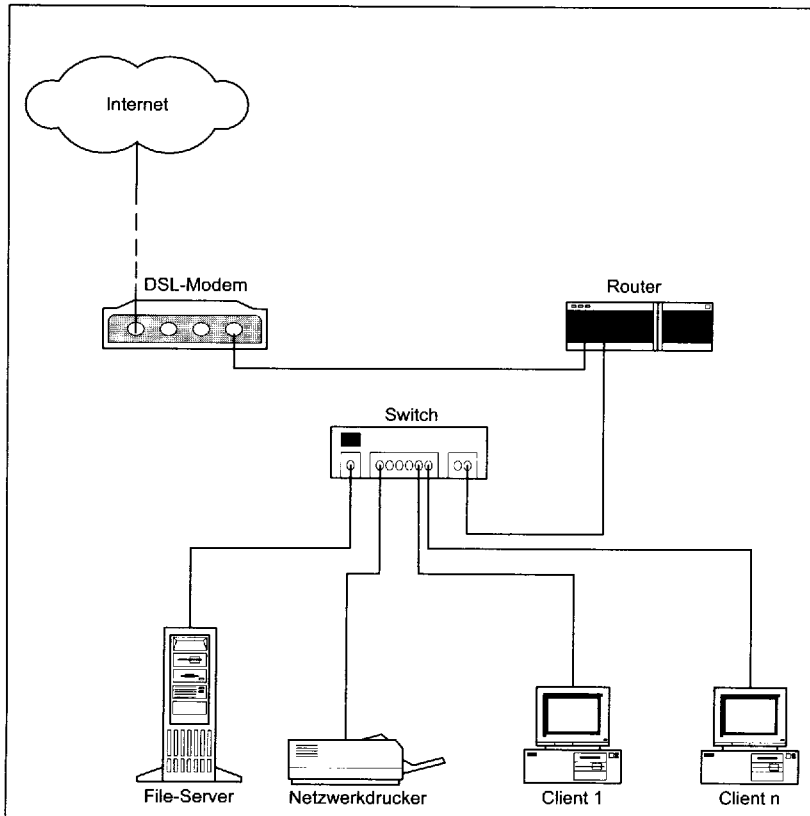 Internet
DSL-Modem
Router
Switch
File-Server
Netzwerkdrucker
Client 1
Client n